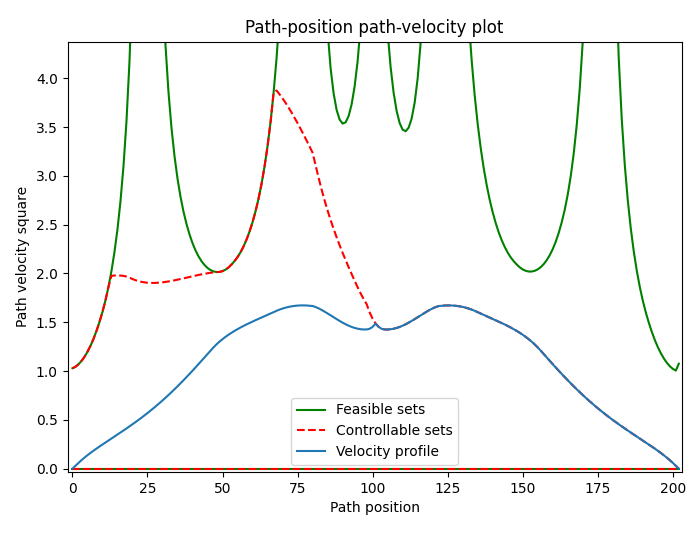 Path-position path-velocity plot
Path velocity square
4.0
3.5
3.0
2.5
2.0
1.5
1.0
0.5
0.0
Feasible sets
Controllable sets
Velocity profile
0 25 50 75 100 125 150 175 200
Path position